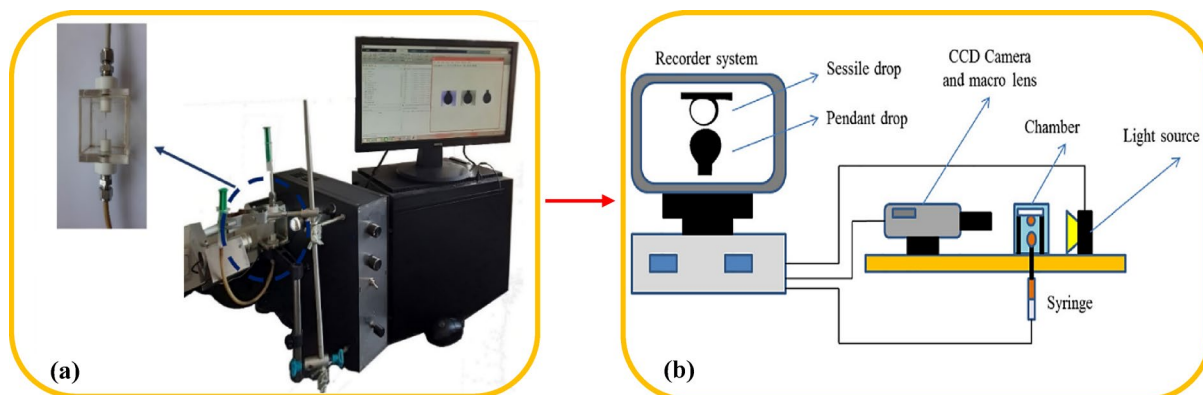 (a)
Recorder system
Sessile drop
Pendant drop
CCD Camera
and macro lens
Chamber
Light source
Syringe
(b)